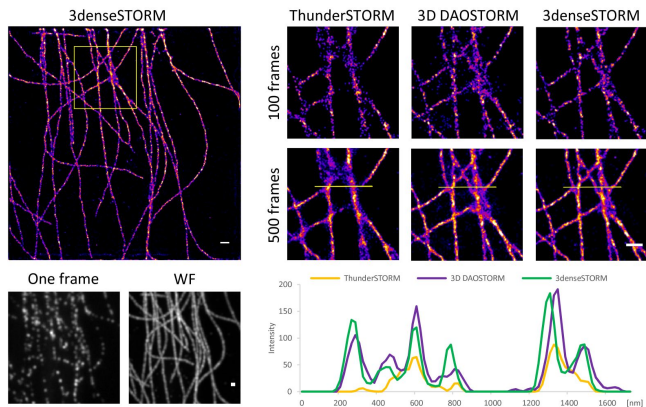 3denseSTORM
ThunderSTORM 3D DAOSTORM 3denseSTORM
100 frames
500 frames
One frame WF
ThunderSTORM 3D DAOSTORM 3denseSTORM
Intensity
200
150
100
50
0
0 200 400 600 800 1000 1200 1400 1600 [nm]